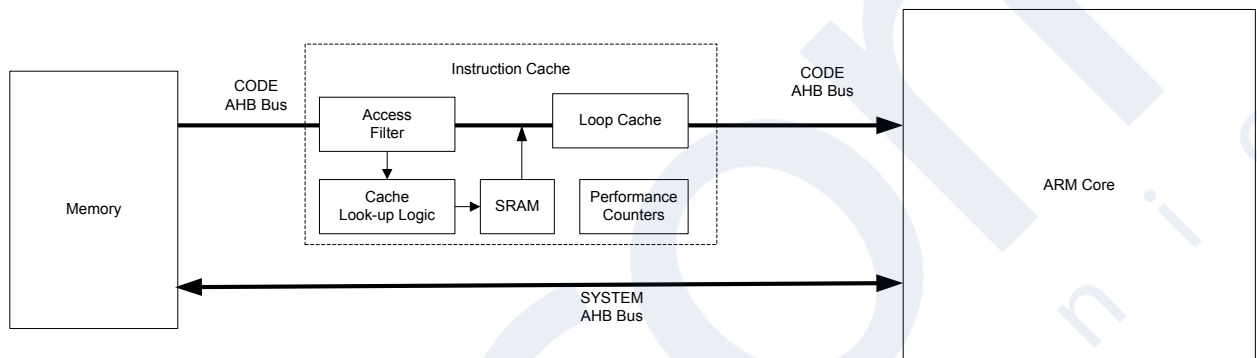 Instruction Cache
CODE
AHB Bus
CODE
AHB Bus
Access
Filter
Loop Cache
Memory
Cache
Look-up Logic
SRAM
Performance
Counters
ARM Core
SYSTEM
AHB Bus